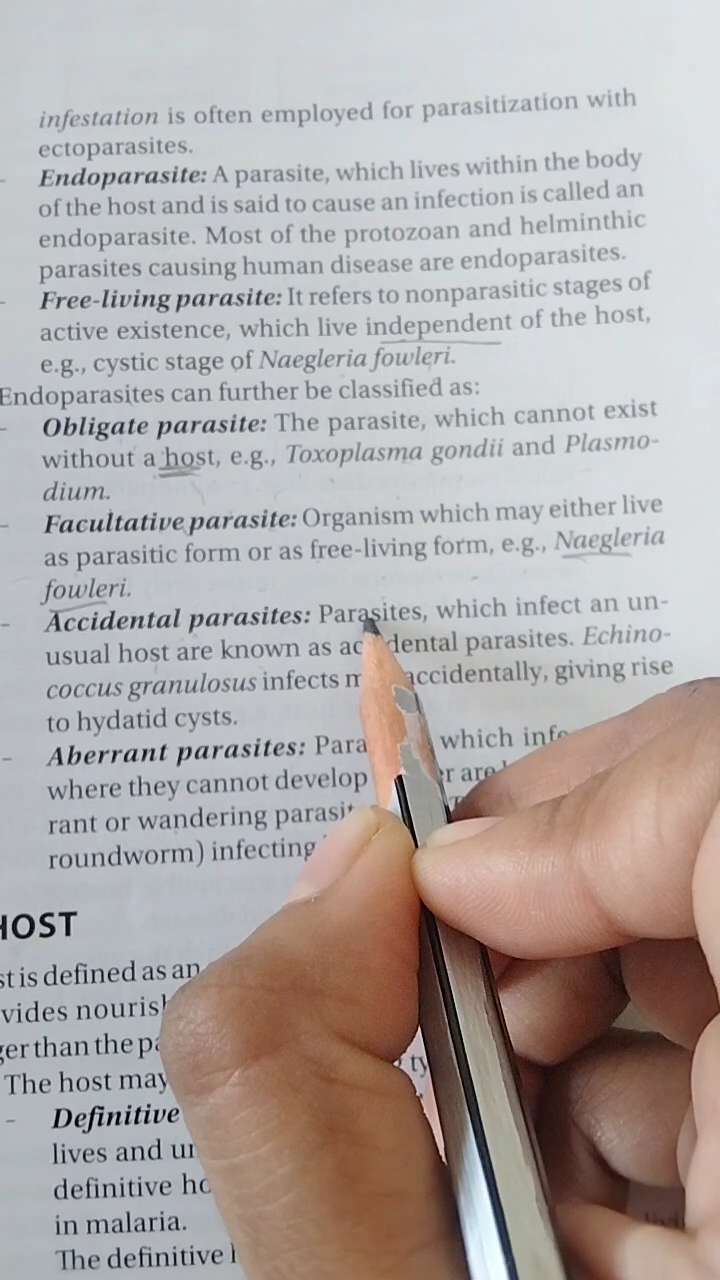 infestation is often employed for parasitization with
ectoparasites.
– Endoparasite: A parasite, which lives within the body
of the host and is said to cause an infection is called an
endoparasite. Most of the protozoan and helminthic
parasites causing human disease are endoparasites.
– Free-living parasite: It refers to nonparasitic stages of
active existence, which live independent of the host,
e.g., cystic stage of Naegleria fowleri.
Endoparasites can further be classified as:
– Obligate parasite: The parasite, which cannot exist
without a host, e.g., Toxoplasma gondii and Plasmo-
dium.
– Facultative parasite: Organism which may either live
as parasitic form or as free-living form, e.g., Naegleria
fowleri.
– Accidental parasites: Parasites, which infect an un-
usual host are known as dental parasites. Echino-
coccus granulosus infects accidentally, giving rise
to hydatid cysts.
– Aberrant parasites: Para which
where they cannot develop are
rant or wandering
roundworm) infecting
HOST
is defined as an
vides
than the
The host may
– Definitive
lives and
definitive
in malaria.
The definitive